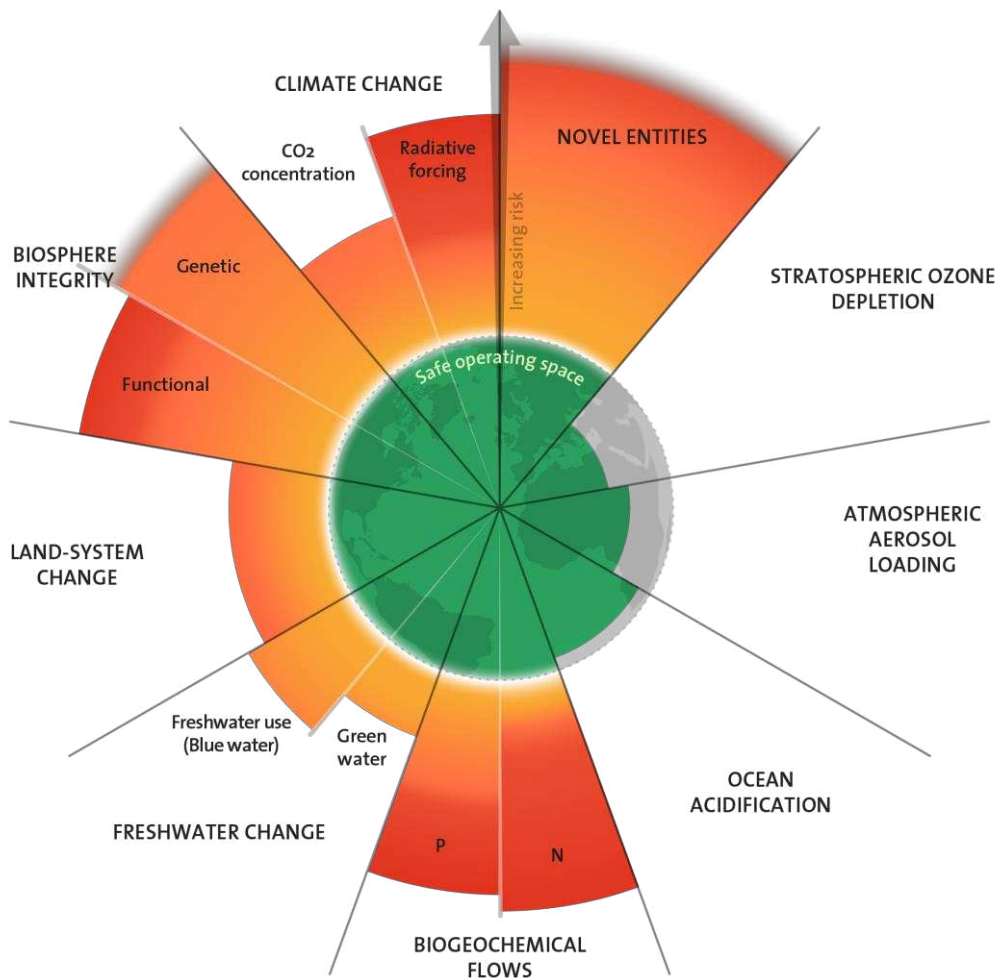 CLIMATE CHANGE
CO2
concentration
Radiative
forcing
NOVEL ENTITIES
Increasing risk
BIOSPHERE
INTEGRITY
Genetic
Functional
STRATOSPHERIC OZONE
DEPLETION
Safe operating space
ATMOSPHERIC
AEROSOL
LOADING
LAND-SYSTEM
CHANGE
Freshwater use
(Blue water)
Green
water
FRESHWATER CHANGE
P
N
OCEAN
ACIDIFICATION
BIOGEOCHEMICAL
FLOWS